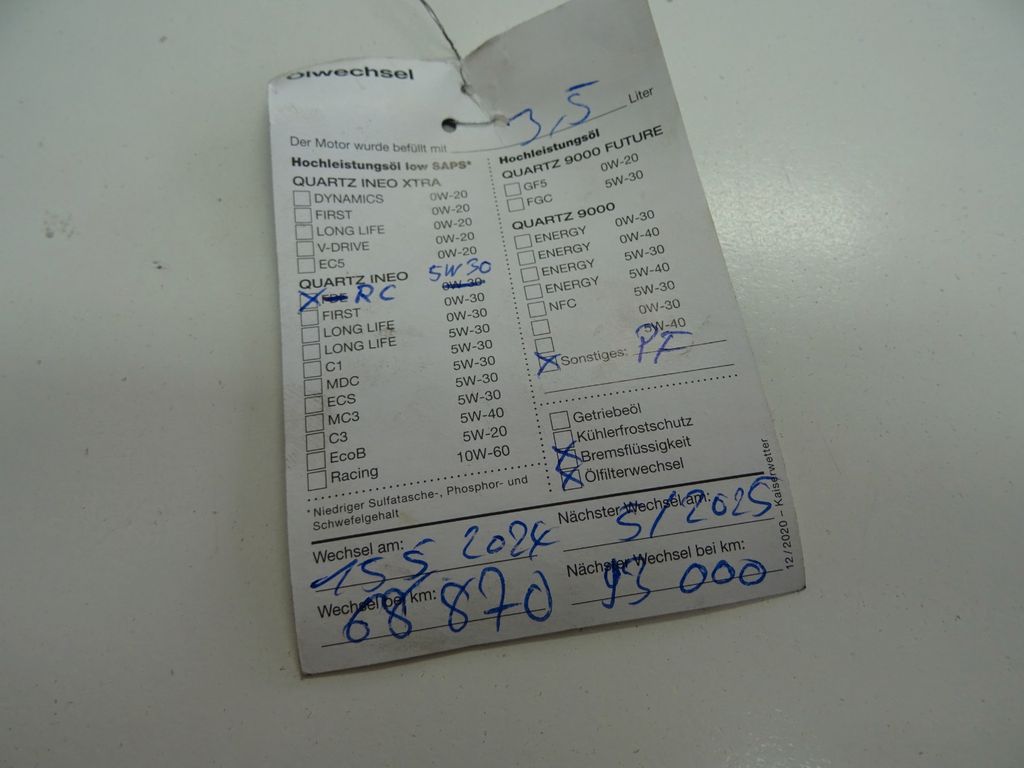 Ölwechsel
Der Motor wurde befüllt mit 3,5 Liter
Hochleistungsöl low SAPS*
QUARTZ INEO XTRA
DYNAMICS 0W-20
FIRST 0W-20
LONG LIFE 0W-20
V-DRIVE 0W-20
EC5 0W-20
QUARTZ INEO 5W30
RC 0W-30
FIRST 0W-30
LONG LIFE 0W-30
LONG LIFE 5W-30
C1 5W-30
MDC 5W-30
ECS 5W-30
MC3 5W-30
C3 5W-40
EcoB 5W-20
Racing 10W-60
*Niedriger Sulfatasche-, Phosphor- und
Schwefelgehalt
Hochleistungsöl
QUARTZ 9000 FUTURE
GF5 0W-20
FGC 5W-30
QUARTZ 9000
ENERGY 0W-30
ENERGY 0W-40
ENERGY 5W-30
ENERGY 5W-40
NFC 5W-30
0W-30
5W-40
Sonstiges: PF
Getriebeöl
Kühlerfrostschutz
Bremsflüssigkeit
Ölfilterwechsel
Wechsel am: 15 5 2024
Nächster Wechsel am: 5/2025
Wechsel bei km: 68 870
Nächster Wechsel bei km: 93 000
12/2020 – Kaiserwetter